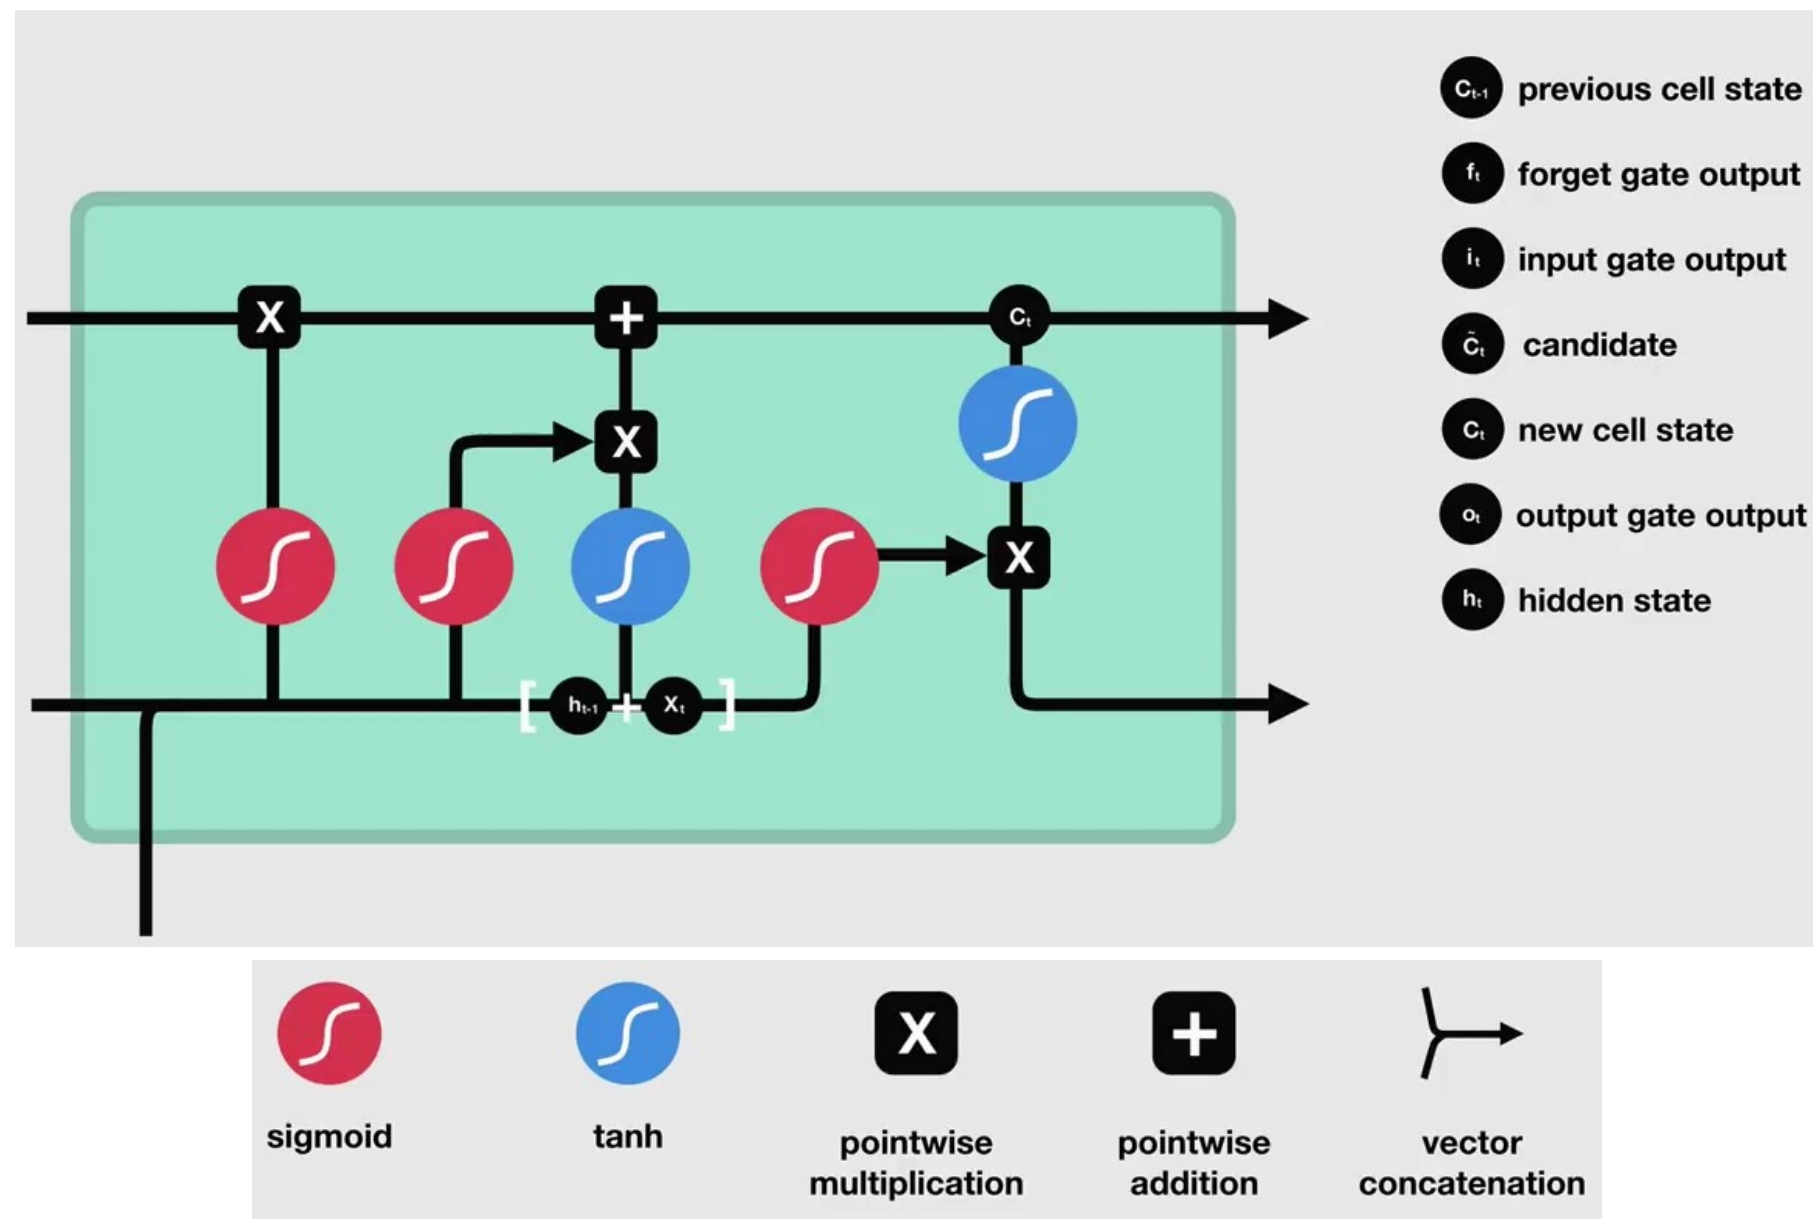 X
+
Cₜ
X
X
[ hₜ₋₁ + Xₜ ]
Cₜ₋₁ previous cell state
fₜ forget gate output
iₜ input gate output
C̃ₜ candidate
Cₜ new cell state
oₜ output gate output
hₜ hidden state
X
+
sigmoid
tanh
pointwise
multiplication
pointwise
addition
vector
concatenation